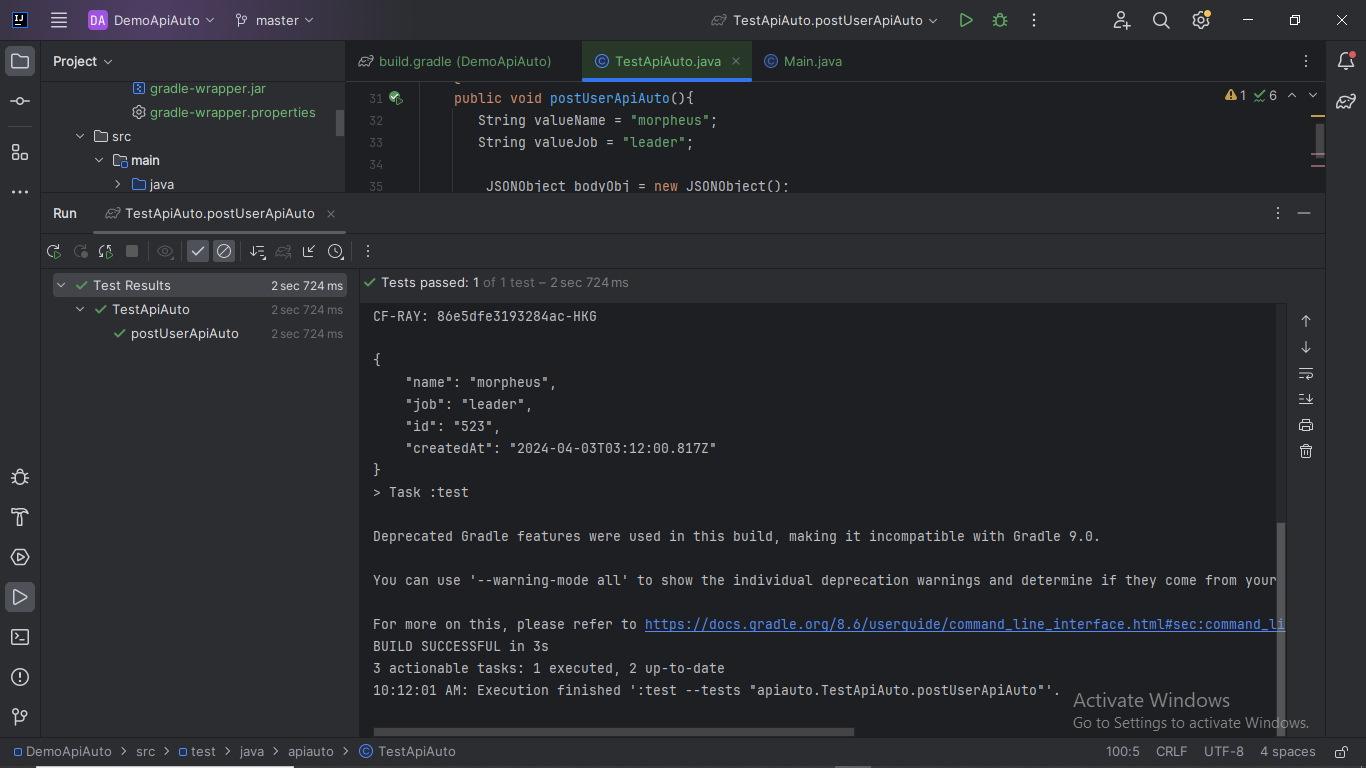 DA DemoApiAuto master TestApiAuto.postUserApiAuto
Project
build.gradle (DemoApiAuto) TestApiAuto.java Main.java
gradle-wrapper.jar
gradle-wrapper.properties
src
main
java
31 public void postUserApiAuto(){
32 String valueName = "morpheus";
33 String valueJob = "leader";
34
35 JSONObject bodyObj = new JSONObject();
1 6
Run TestApiAuto.postUserApiAuto
Test Results 2 sec 724 ms
TestApiAuto 2 sec 724 ms
postUserApiAuto 2 sec 724 ms
Tests passed: 1 of 1 test – 2 sec 724 ms
CF-RAY: 86e5dfe3193284ac-HKG
{
"name": "morpheus",
"job": "leader",
"id": "523",
"createdAt": "2024-04-03T03:12:00.817Z"
}
> Task :test
Deprecated Gradle features were used in this build, making it incompatible with Gradle 9.0.
You can use '--warning-mode all' to show the individual deprecation warnings and determine if they come from your
For more on this, please refer to https://docs.gradle.org/8.6/userguide/command_line_interface.html#sec:command_li
BUILD SUCCESSFUL in 3s
3 actionable tasks: 1 executed, 2 up-to-date
10:12:01 AM: Execution finished ':test --tests "apiauto.TestApiAuto.postUserApiAuto"'.
Activate Windows
Go to Settings to activate Windows.
DemoApiAuto > src > test > java > apiauto > TestApiAuto 100:5 CRLF UTF-8 4 spaces